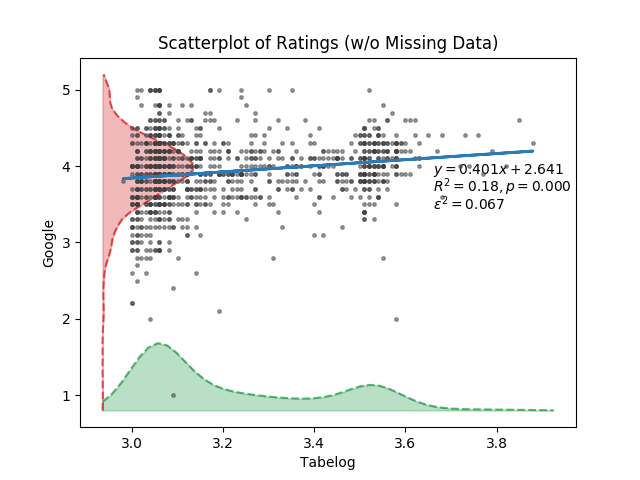 Scatterplot of Ratings (w/o Missing Data)
5
4
3
2
1
Google
y = 0.401x + 2.641
R² = 0.18, p = 0.000
ε² = 0.067
3.0 3.2 3.4 3.6 3.8
Tabelog